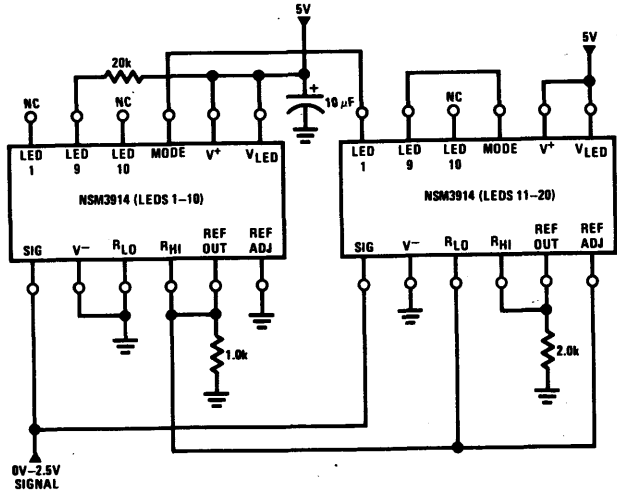 5V
5V
20k
NC
NC
+
10 µF
NC
LED 1
LED 9
LED 10
MODE
V+
VLED
NSM3914 (LEDS 1–10)
SIG
V−
RLO
RHI
REF OUT
REF ADJ
LED 1
LED 9
LED 10
MODE
V+
VLED
NSM3914 (LEDS 11–20)
SIG
V−
RLO
RHI
REF OUT
REF ADJ
1.0k
2.0k
0V–2.5V
SIGNAL